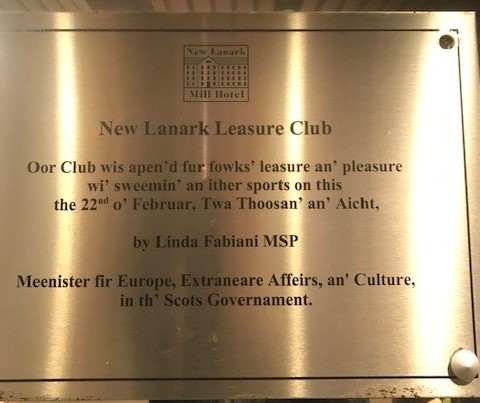 New Lanark
Mill Hotel
New Lanark Leasure Club
Oor Club wis apen'd fur fowks' leasure an' pleasure
wi' sweemin' an ither sports on this
the 22nd o' Februar, Twa Thoosan' an' Aicht,
by Linda Fabiani MSP
Meenister fir Europe, Extraneare Affeirs, an' Culture,
in th' Scots Governament.